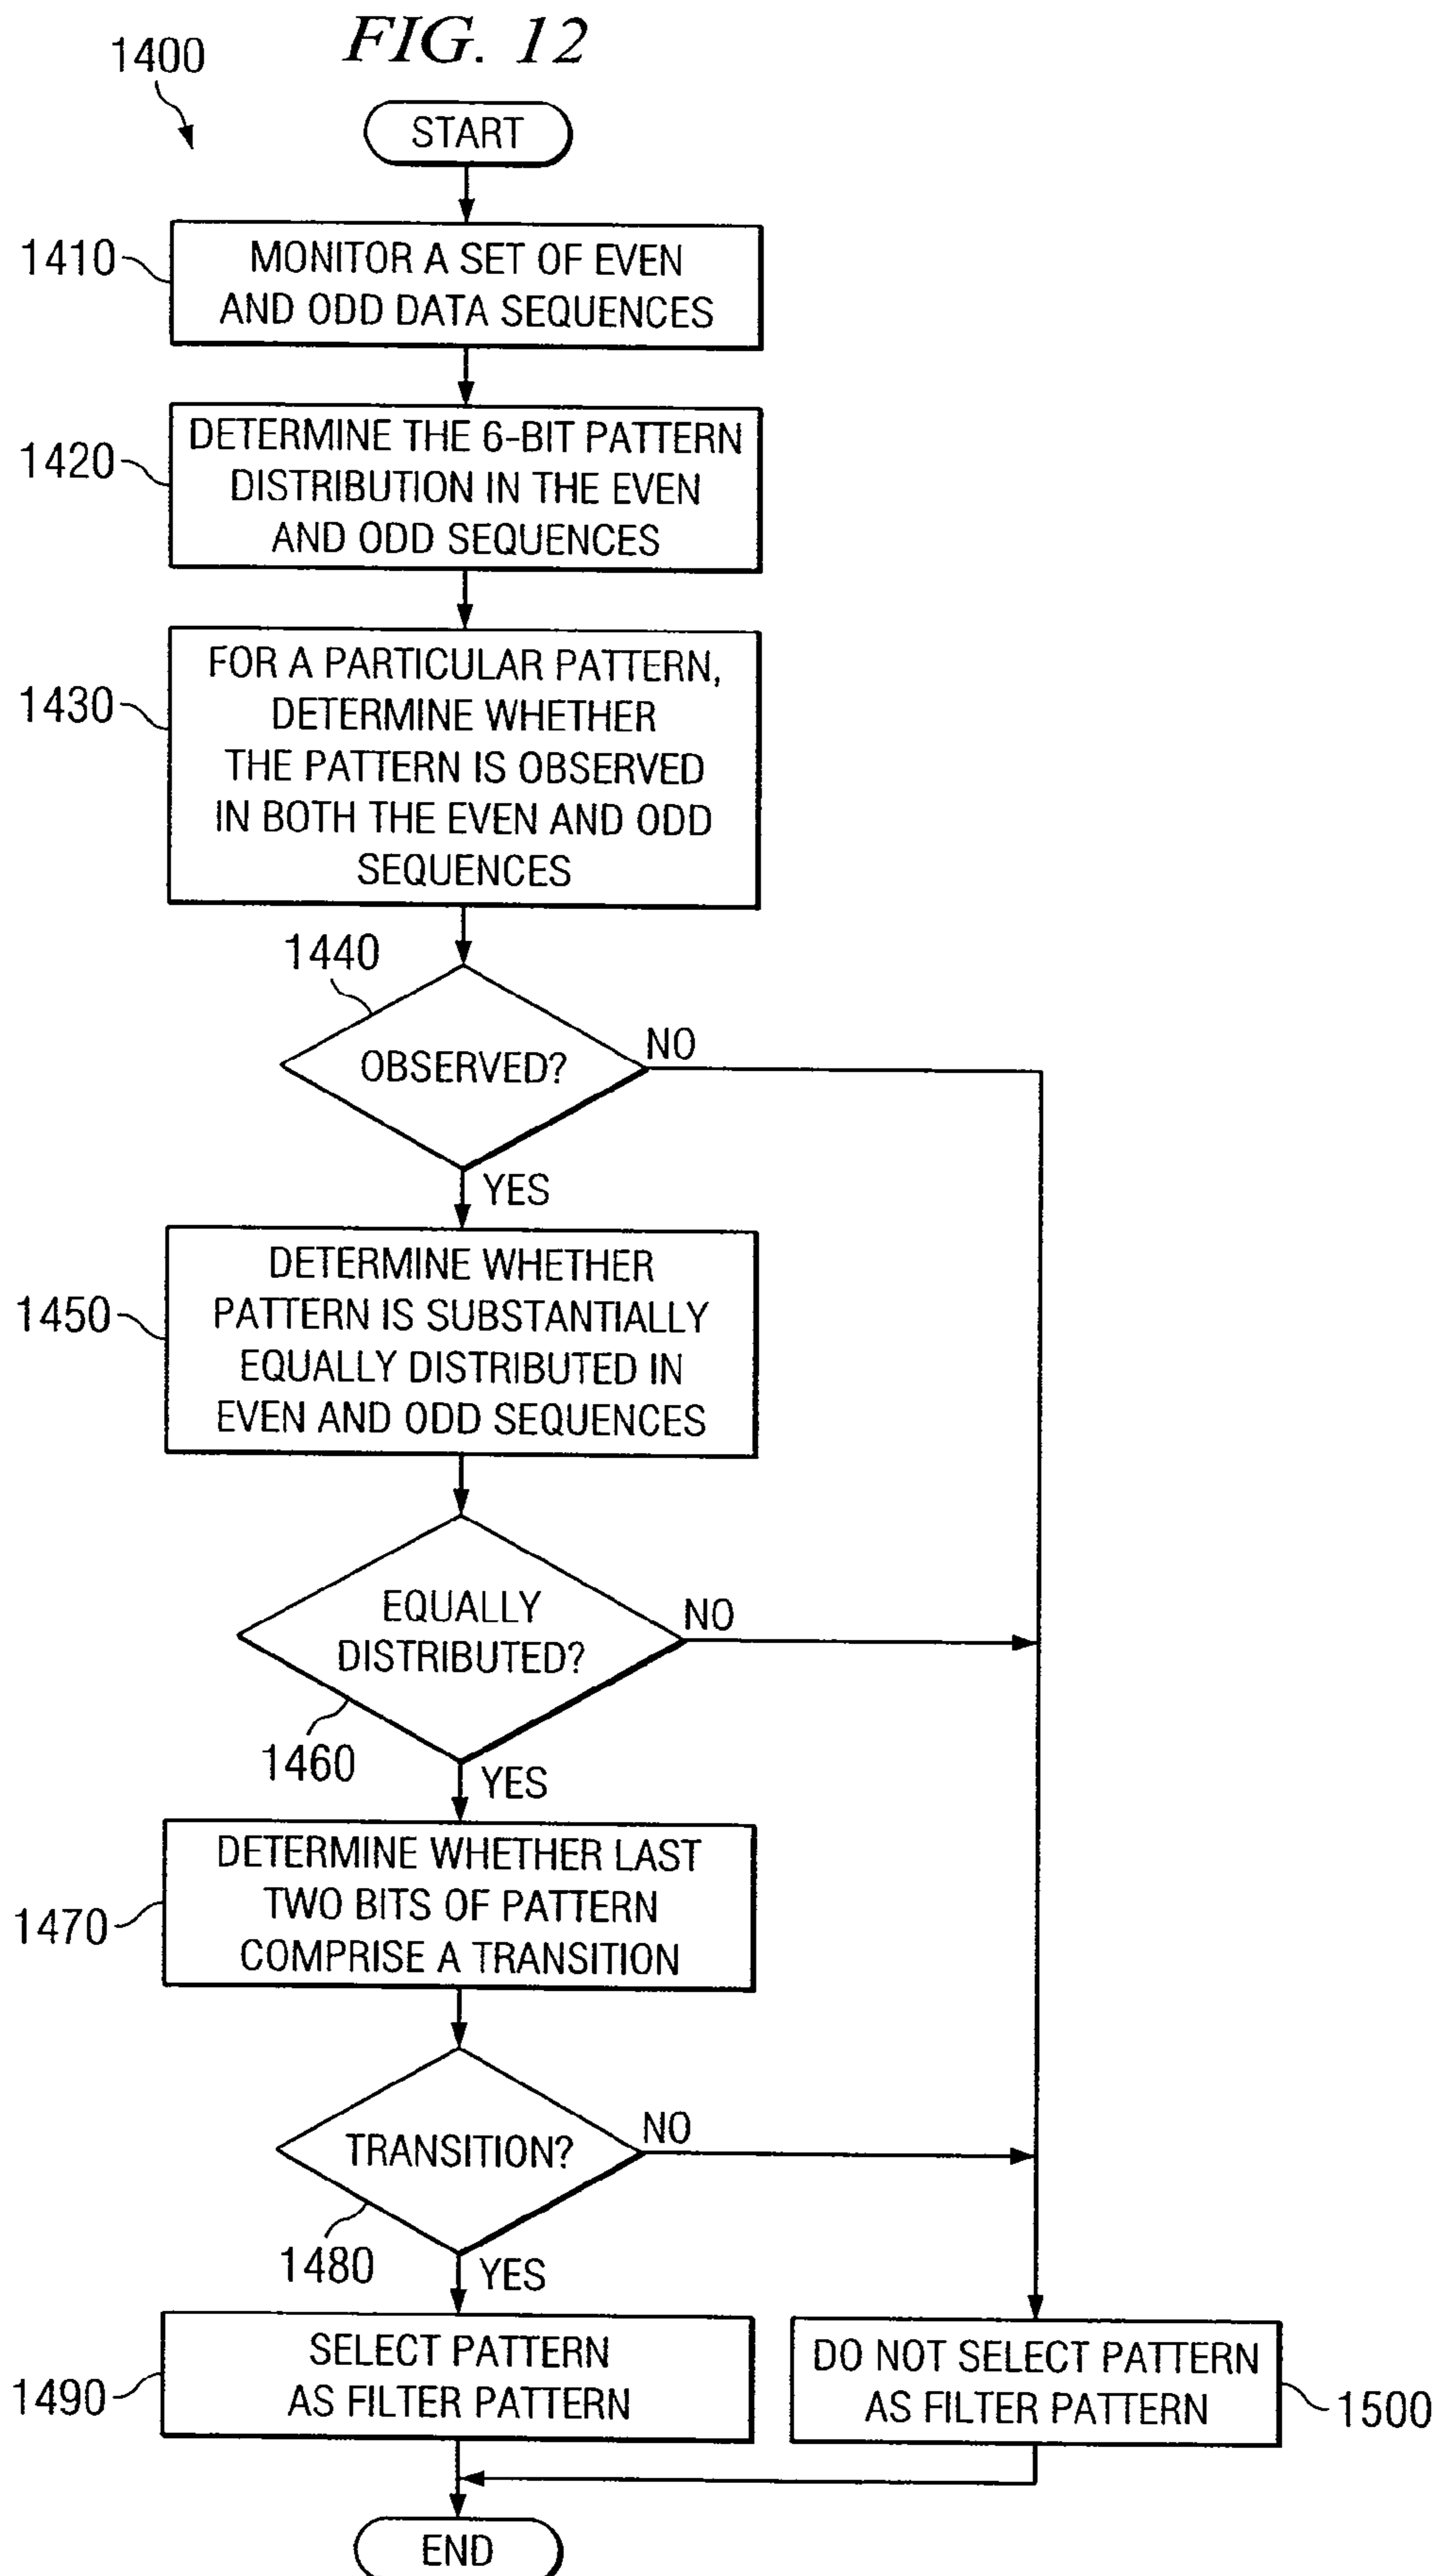 FIG. 12
1400
START
1410
MONITOR A SET OF EVEN
AND ODD DATA SEQUENCES
1420
DETERMINE THE 6-BIT PATTERN
DISTRIBUTION IN THE EVEN
AND ODD SEQUENCES
1430
FOR A PARTICULAR PATTERN,
DETERMINE WHETHER
THE PATTERN IS OBSERVED
IN BOTH THE EVEN AND ODD
SEQUENCES
1440
OBSERVED?
NO
YES
1450
DETERMINE WHETHER
PATTERN IS SUBSTANTIALLY
EQUALLY DISTRIBUTED IN
EVEN AND ODD SEQUENCES
EQUALLY
DISTRIBUTED?
NO
1460
YES
1470
DETERMINE WHETHER LAST
TWO BITS OF PATTERN
COMPRISE A TRANSITION
TRANSITION?
NO
1480
YES
1490
SELECT PATTERN
AS FILTER PATTERN
DO NOT SELECT PATTERN
AS FILTER PATTERN
1500
END